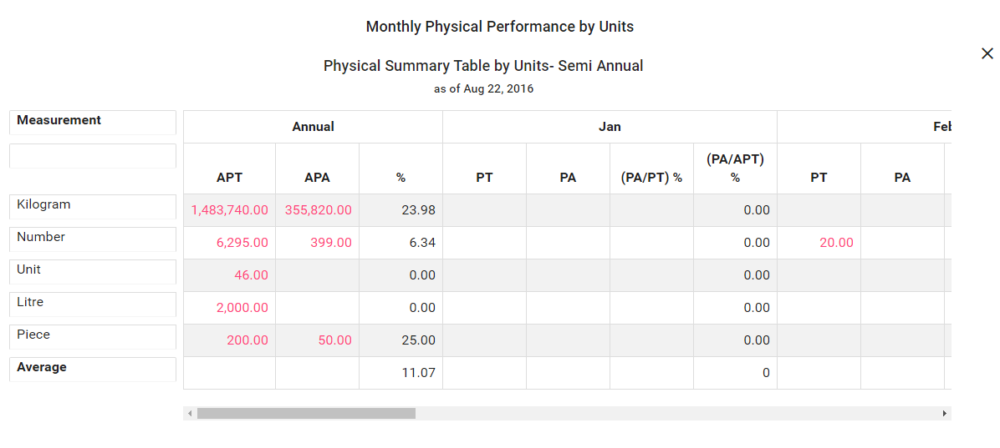 Monthly Physical Performance by Units
Physical Summary Table by Units- Semi Annual
as of Aug 22, 2016
Measurement Annual Jan Feb
APT APA % PT PA (PA/PT) % (PA/APT) % PT PA
Kilogram 1,483,740.00 355,820.00 23.98 0.00
Number 6,295.00 399.00 6.34 0.00 20.00
Unit 46.00 0.00 0.00
Litre 2,000.00 0.00 0.00
Piece 200.00 50.00 25.00 0.00
Average 11.07 0